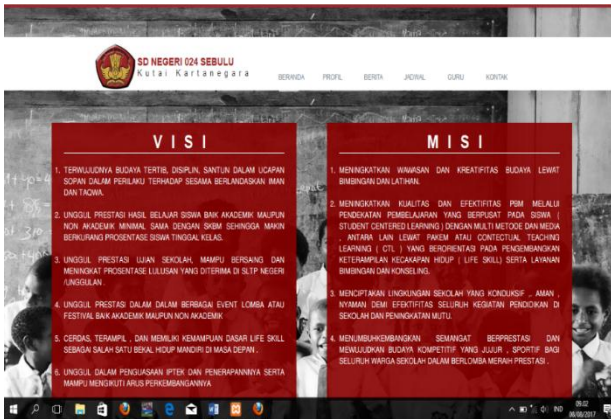 SD NEGERI 024 SEBULU
Kutai Kartanegara
BERANDA PROFIL BERITA JADWAL GURU KONTAK
VISI
1. TERWUJUDNYA BUDAYA TERTIB, DISIPLIN, SANTUN DALAM UCAPAN
SOPAN DALAM PERILAKU TERHADAP SESAMA BERLANDASKAN IMAN
DAN TAQWA.
2. UNGGUL PRESTASI HASIL BELAJAR SISWA BAIK AKADEMIK MAUPUN
NON AKADEMIK MINIMAL SAMA DENGAN SKBM SEHINGGA MAKIN
BERKURANG PROSENTASE SISWA TINGGAL KELAS.
3. UNGGUL PRESTASI UJIAN SEKOLAH, MAMPU BERSAING DAN
MENINGKAT PROSENTASE LULUSAN YANG DITERIMA DI SLTP NEGERI
/UNGGULAN .
4. UNGGUL PRESTASI DALAM DALAM BERBAGAI EVENT LOMBA ATAU
FESTIVAL BAIK AKADEMIK MAUPUN NON AKADEMIK
5. CERDAS, TERAMPIL , DAN MEMILIKI KEMAMPUAN DASAR LIFE SKILL
SEBAGAI SALAH SATU BEKAL HIDUP MANDIRI DI MASA DEPAN .
6. UNGGUL DALAM PENGUASAAN IPTEK DAN PENERAPANNNYA SERTA
MAMPU MENGIKUTI ARUS PERKEMBANGANNYA
MISI
1. MENINGKATKAN WAWASAN DAN KREATIFITAS BUDAYA LEWAT
BIMBINGAN DAN LATIHAN.
2. MENINGKATKAN KUALITAS DAN EFEKTIFITAS PBM MELALUI
PENDEKATAN PEMBELAJARAN YANG BERPUSAT PADA SISWA (
STUDENT CENTERED LEARNING ) DENGAN MULTI METODE DAN MEDIA
, ANTARA LAIN LEWAT PAKEM ATAU CONTECTUAL TEACHING
LEARNING ( CTL ) YANG BERORIENTASI PADA PENGEMBANGKAN
KETERAMPILAN KECAKAPAN HIDUP ( LIFE SKILL) SERTA LAYANAN
BIMBINGAN DAN KONSELING.
3. MENCIPTAKAN LINGKUNGAN SEKOLAH YANG KONDUKSIF , AMAN ,
NYAMAN DEMI EFEKTIFITAS SELURUH KEGIATAN PENDIDIKAN DI
SEKOLAH DAN PENINGKATAN MUTU.
4. MENUMBUHKEMBANGKAN SEMANGAT BERPRESTASI DAN
MEWUJUDKAN BUDAYA KOMPETITIF YANG JUJUR , SPORTIF BAGI
SELURUH WARGA SEKOLAH DALAM BERLOMBA MERAIH PRESTASI .
IND
09.02
08/08/2017